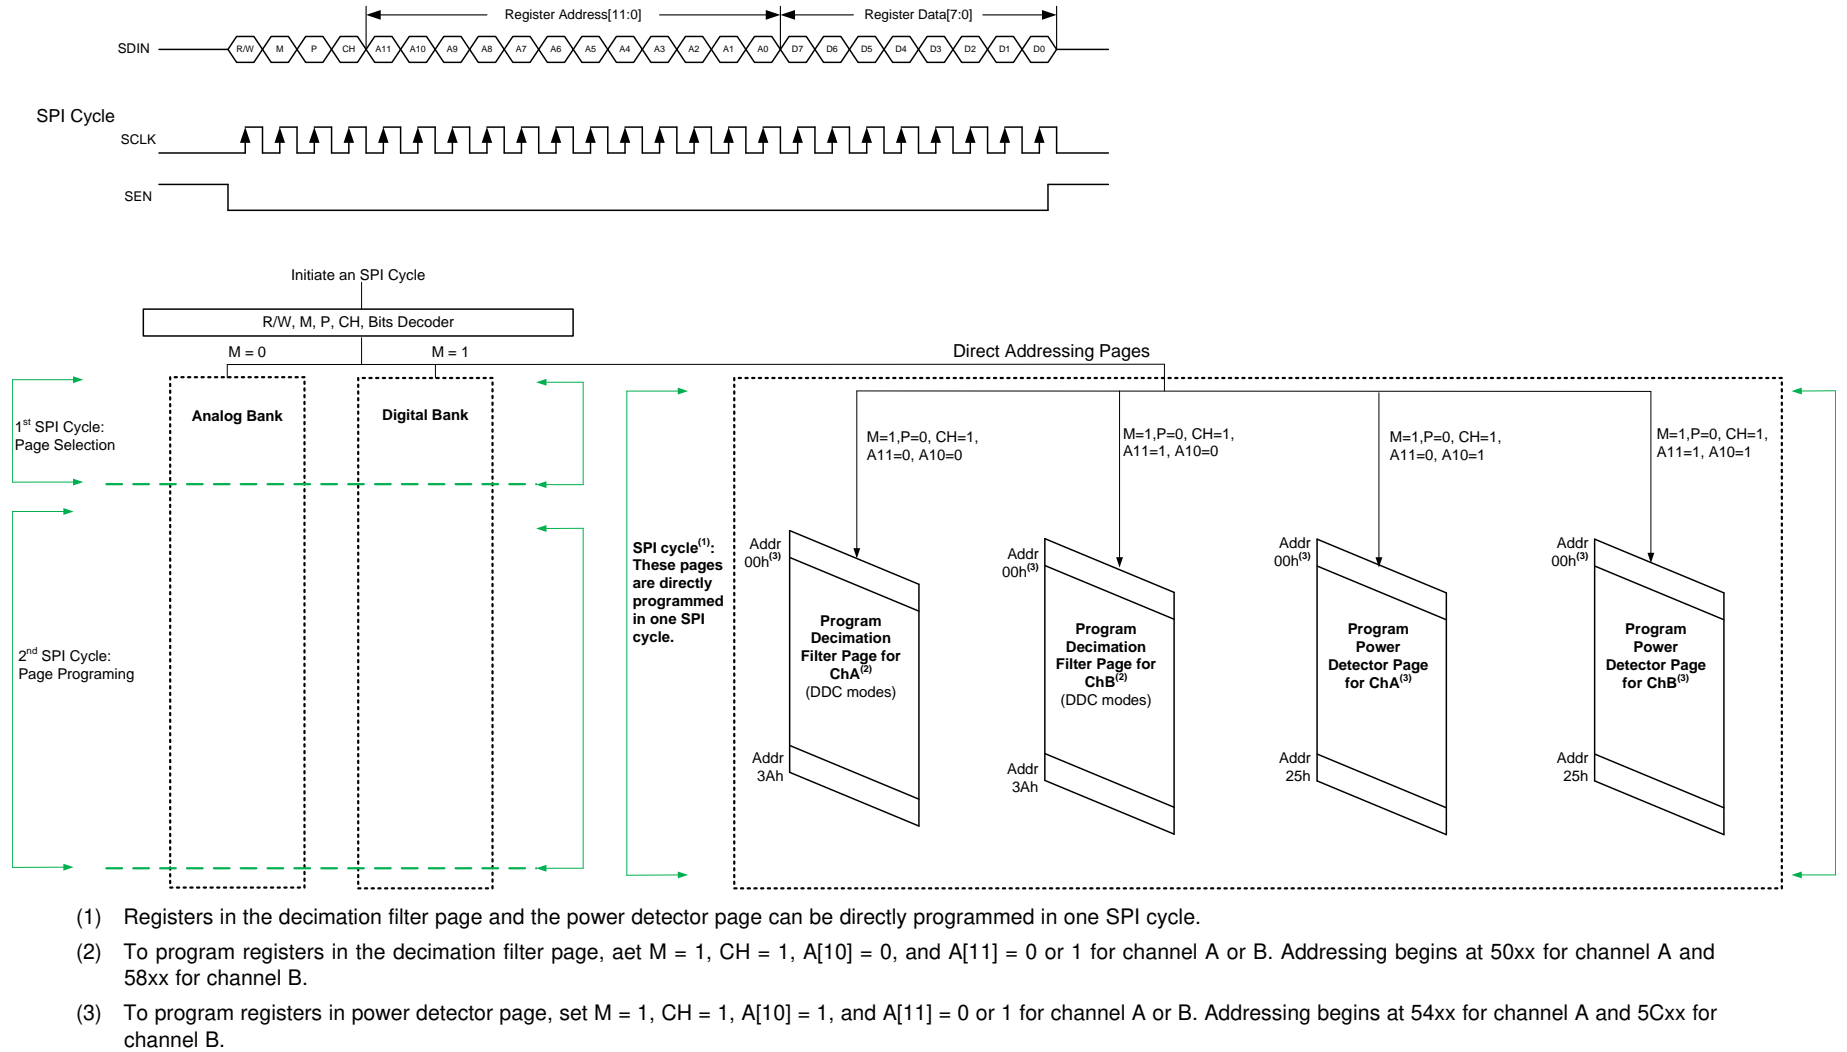 Register Address[11:0]
Register Data[7:0]
SDIN
R/W M P CH A11 A10 A9 A8 A7 A6 A5 A4 A3 A2 A1 A0 D7 D6 D5 D4 D3 D2 D1 D0
SPI Cycle
SCLK
SEN
Initiate an SPI Cycle
R/W, M, P, CH, Bits Decoder
M = 0
M = 1
Direct Addressing Pages
Analog Bank
Digital Bank
1st SPI Cycle:
Page Selection
2nd SPI Cycle:
Page Programing
SPI cycle(1):
These pages
are directly
programmed
in one SPI
cycle.
M=1,P=0, CH=1,
A11=0, A10=0
M=1,P=0, CH=1,
A11=1, A10=0
M=1,P=0, CH=1,
A11=0, A10=1
M=1,P=0, CH=1,
A11=1, A10=1
Addr
00h(3)
Program
Decimation
Filter Page for
ChA(2)
(DDC modes)
Addr
3Ah
Addr
00h(3)
Program
Decimation
Filter Page for
ChB(2)
(DDC modes)
Addr
3Ah
Addr
00h(3)
Program
Power
Detector Page
for ChA(3)
Addr
25h
Addr
00h(3)
Program
Power
Detector Page
for ChB(3)
Addr
25h
(1) Registers in the decimation filter page and the power detector page can be directly programmed in one SPI cycle.
(2) To program registers in the decimation filter page, aet M = 1, CH = 1, A[10] = 0, and A[11] = 0 or 1 for channel A or B. Addressing begins at 50xx for channel A and
58xx for channel B.
(3) To program registers in power detector page, set M = 1, CH = 1, A[10] = 1, and A[11] = 0 or 1 for channel A or B. Addressing begins at 54xx for channel A and 5Cxx for
channel B.